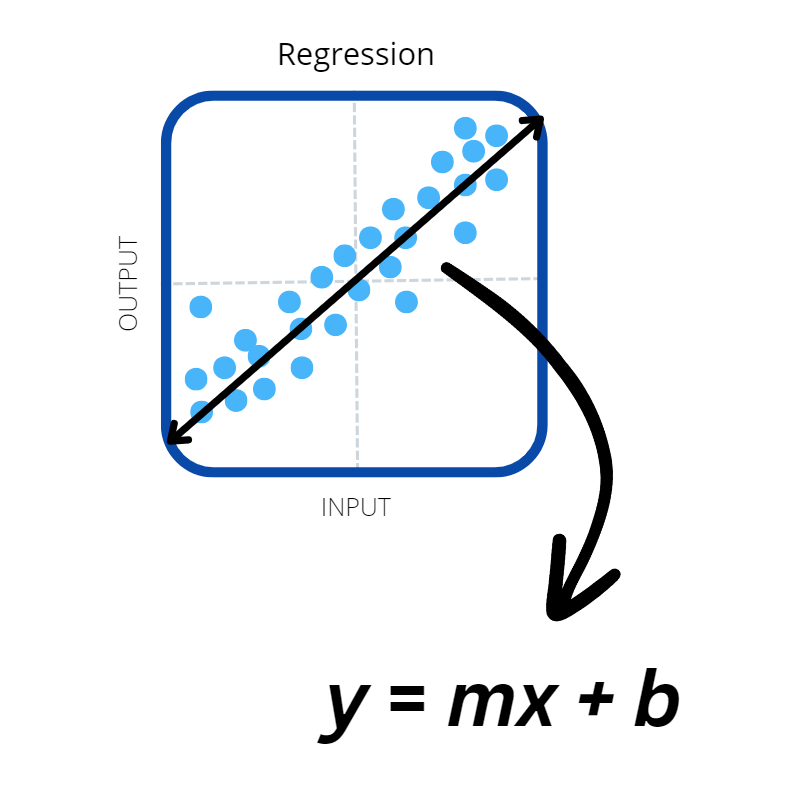 Regression
OUTPUT
INPUT
y = mx + b